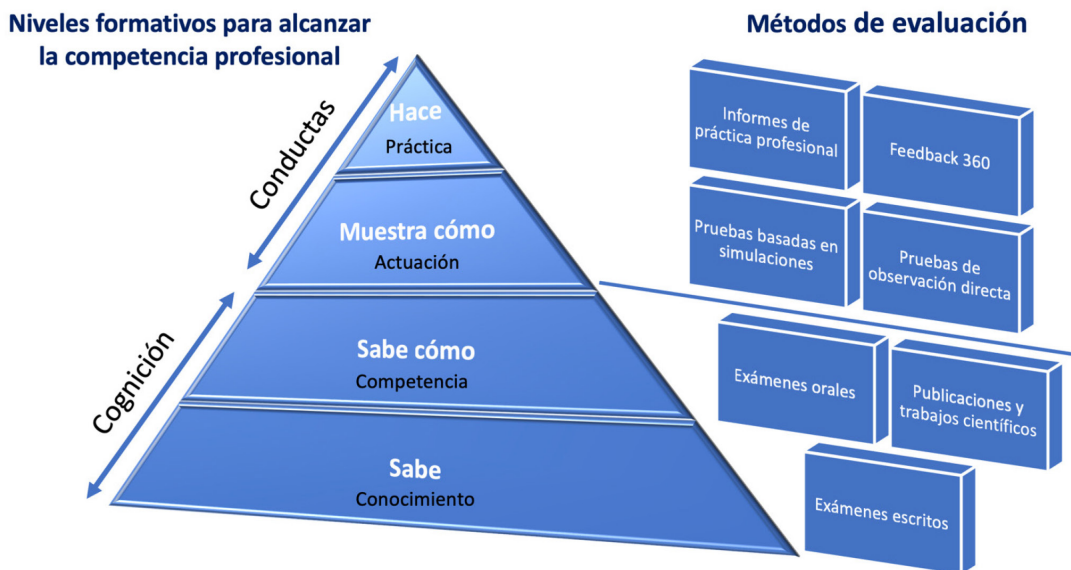 Niveles formativos para alcanzar
la competencia profesional
Métodos de evaluación
Conductas
Cognición
Hace
Práctica
Muestra cómo
Actuación
Sabe cómo
Competencia
Sabe
Conocimiento
Informes de
práctica profesional
Feedback 360
Pruebas basadas en
simulaciones
Pruebas de
observación directa
Exámenes orales
Publicaciones y
trabajos científicos
Exámenes escritos